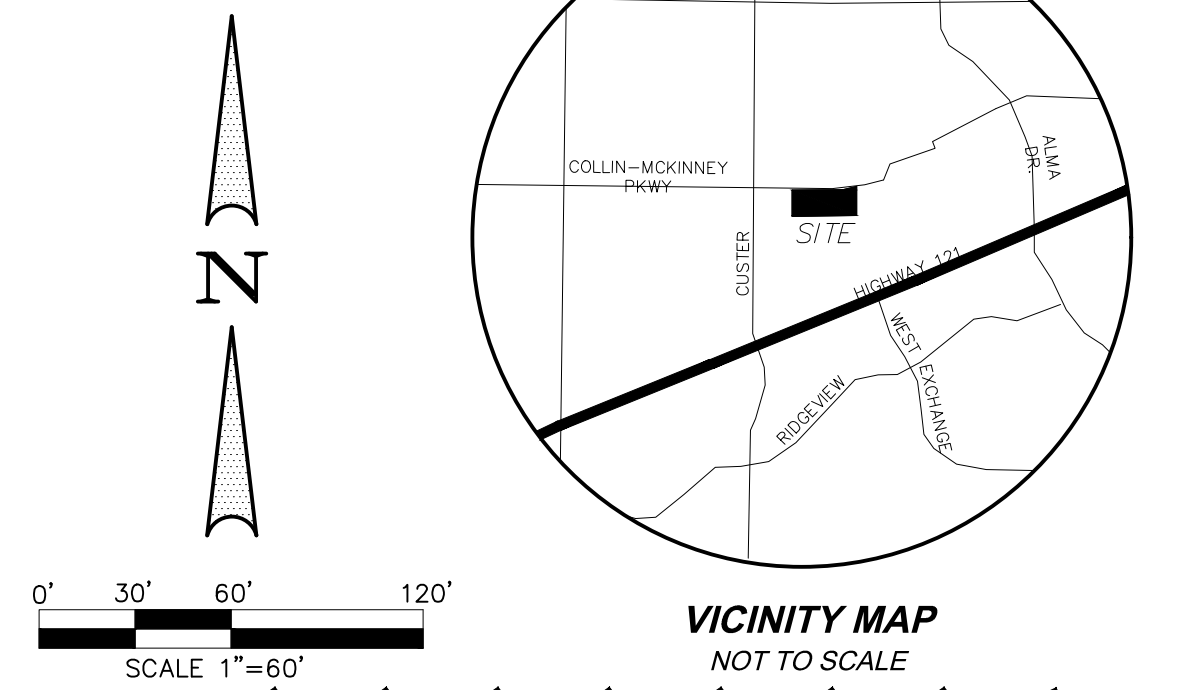 N
0' 30' 60' 120'
SCALE 1"=60'
COLLIN-MCKINNEY
PKWY
ALMA
DR.
SITE
CUSTER
HIGHWAY 121
WEST EXCHANGE
RIDGEVIEW
VICINITY MAP
NOT TO SCALE